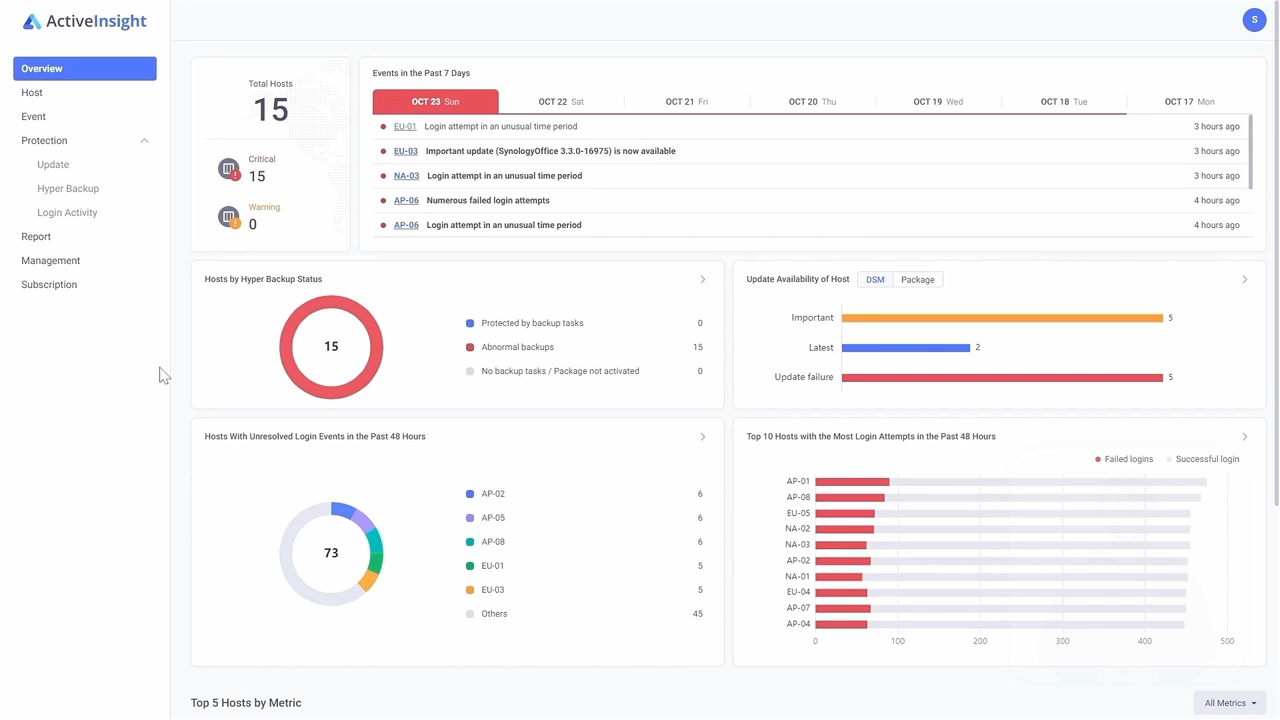 ActiveInsight
S
Overview
Host
Event
Protection
Update
Hyper Backup
Login Activity
Report
Management
Subscription
Total Hosts
15
Critical
15
Warning
0
Events in the Past 7 Days
OCT 23 Sun OCT 22 Sat OCT 21 Fri OCT 20 Thu OCT 19 Wed OCT 18 Tue OCT 17 Mon
EU-01 Login attempt in an unusual time period 3 hours ago
EU-03 Important update (SynologyOffice 3.3.0-16975) is now available 3 hours ago
NA-03 Login attempt in an unusual time period 3 hours ago
AP-06 Numerous failed login attempts 4 hours ago
AP-06 Login attempt in an unusual time period 4 hours ago
Hosts by Hyper Backup Status
15
Protected by backup tasks 0
Abnormal backups 15
No backup tasks / Package not activated 0
Update Availability of Host DSM Package
Important 5
Latest 2
Update failure 5
Hosts With Unresolved Login Events in the Past 48 Hours
73
AP-02 6
AP-05 6
AP-08 6
EU-01 5
EU-03 5
Others 45
Top 10 Hosts with the Most Login Attempts in the Past 48 Hours
Failed logins Successful login
AP-01
AP-08
EU-05
NA-02
NA-03
AP-02
NA-01
EU-04
AP-07
AP-04
0 100 200 300 400 500
Top 5 Hosts by Metric
All Metrics